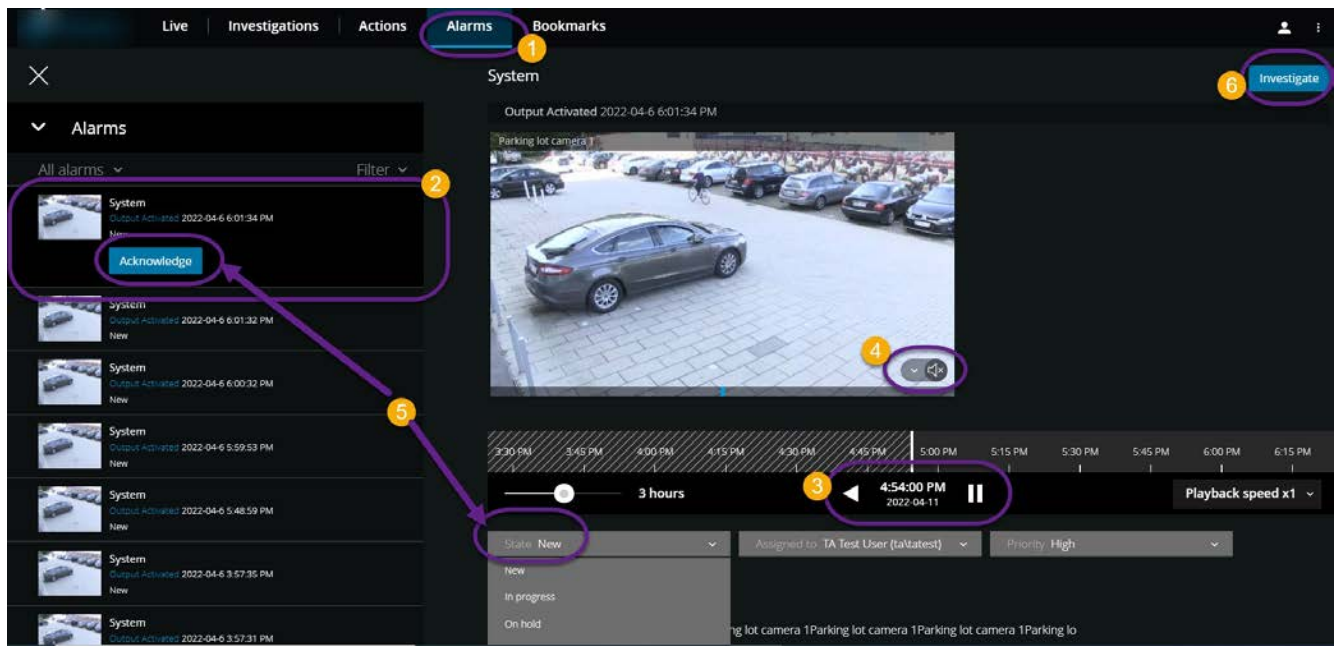 Live Investigations Actions Alarms Bookmarks
1
System
6
Investigate
Output Activated 2022-04-6 6:01:34 PM
Alarms
All alarms Filter
2
System
Output Activated 2022-04-6 6:01:34 PM
New
Acknowledge
System
Output Activated 2022-04-6 6:01:32 PM
New
System
Output Activated 2022-04-6 6:00:32 PM
New
System
Output Activated 2022-04-6 5:59:53 PM
New
System
Output Activated 2022-04-6 5:48:59 PM
New
System
Output Activated 2022-04-6 3:57:35 PM
New
System
Output Activated 2022-04-6 3:57:31 PM
5
Parking lot camera 1
4
3:30 PM 3:45 PM 4:00 PM 4:15 PM 4:30 PM 4:45 PM 5:00 PM 5:15 PM 5:30 PM 5:45 PM 6:00 PM 6:15 PM
3 hours
3
4:54:00 PM
2022-04-11
Playback speed x1
State New
Assigned to TA Test User (ta\tatest)
Priority High
New
In progress
On hold
ng lot camera 1Parking lot camera 1Parking lot camera 1Parking lo